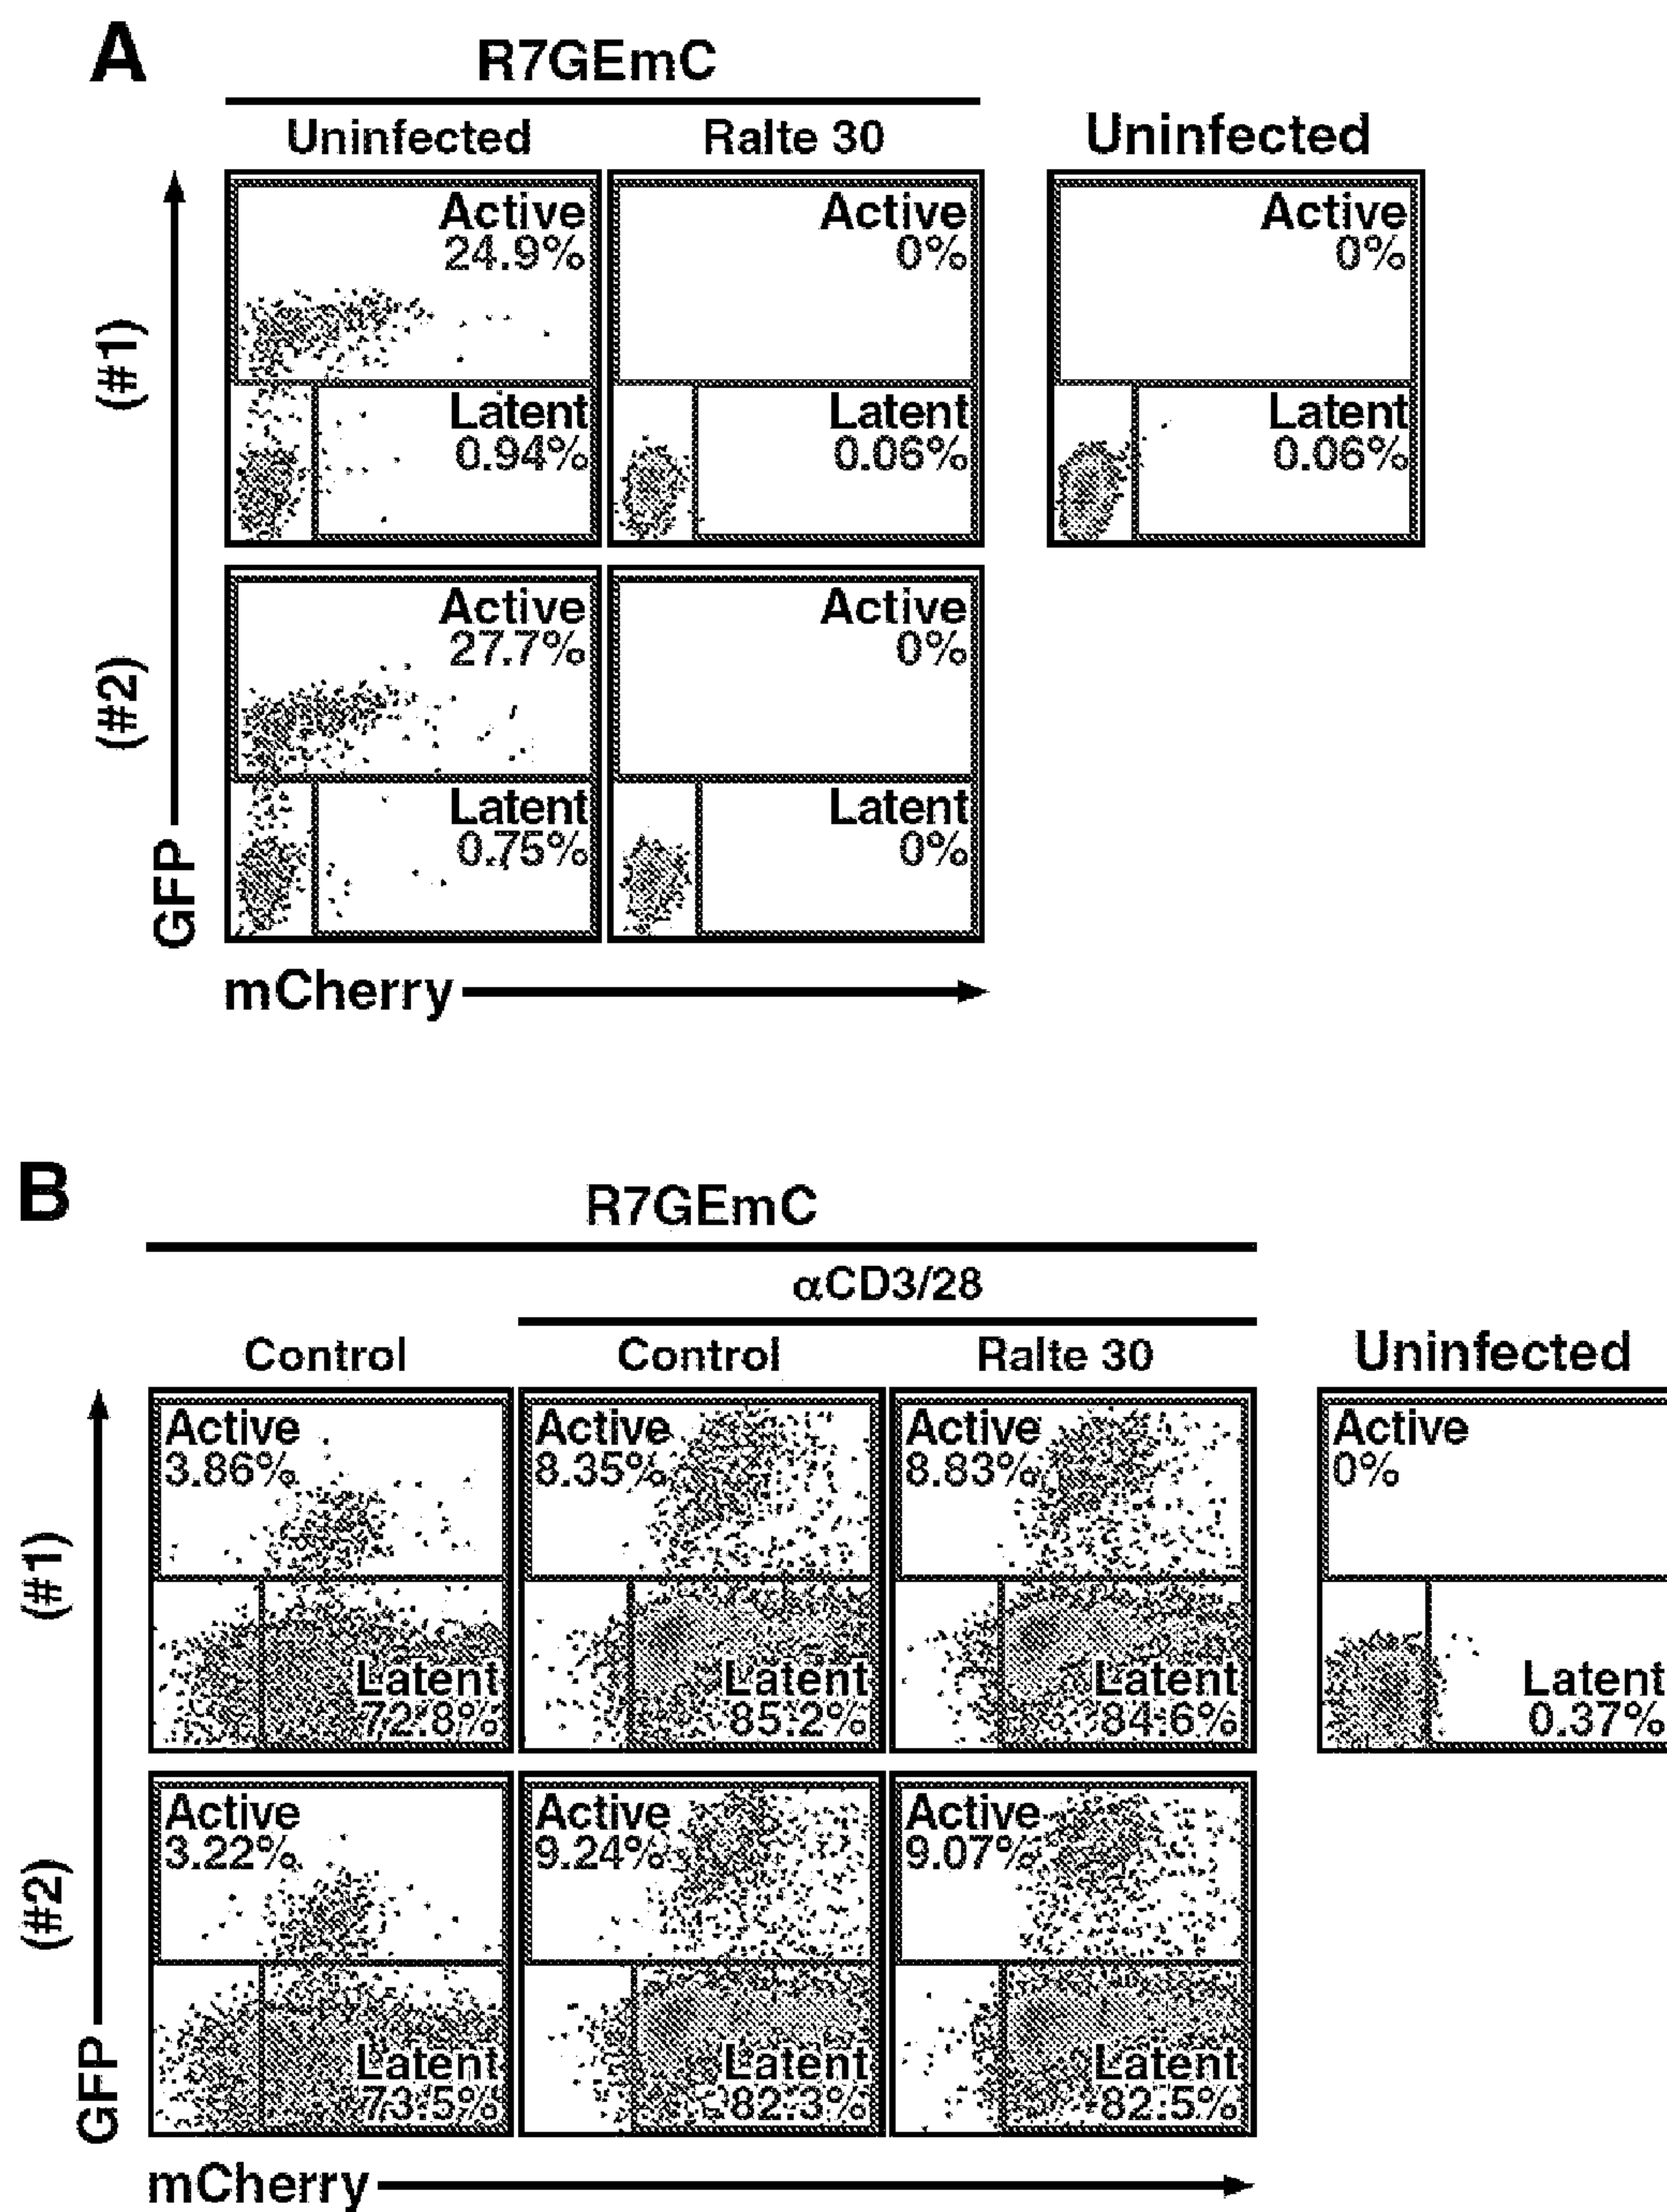 A
R7GEmC
Uninfected
Ralte 30
Uninfected
(#1)
Active
24.9%
Latent
0.94%
Active
0%
Latent
0.06%
Active
0%
Latent
0.06%
(#2)
Active
27.7%
Latent
0.75%
Active
0%
Latent
0%
GFP
mCherry
B
R7GEmC
αCD3/28
Control
Control
Ralte 30
Uninfected
(#1)
Active
3.86%
Latent
72.8%
Active
8.35%
Latent
85.2%
Active
8.83%
Latent
84.6%
Active
0%
Latent
0.37%
(#2)
Active
3.22%
Latent
73.5%
Active
9.24%
Latent
82.3%
Active
9.07%
Latent
82.5%
GFP
mCherry